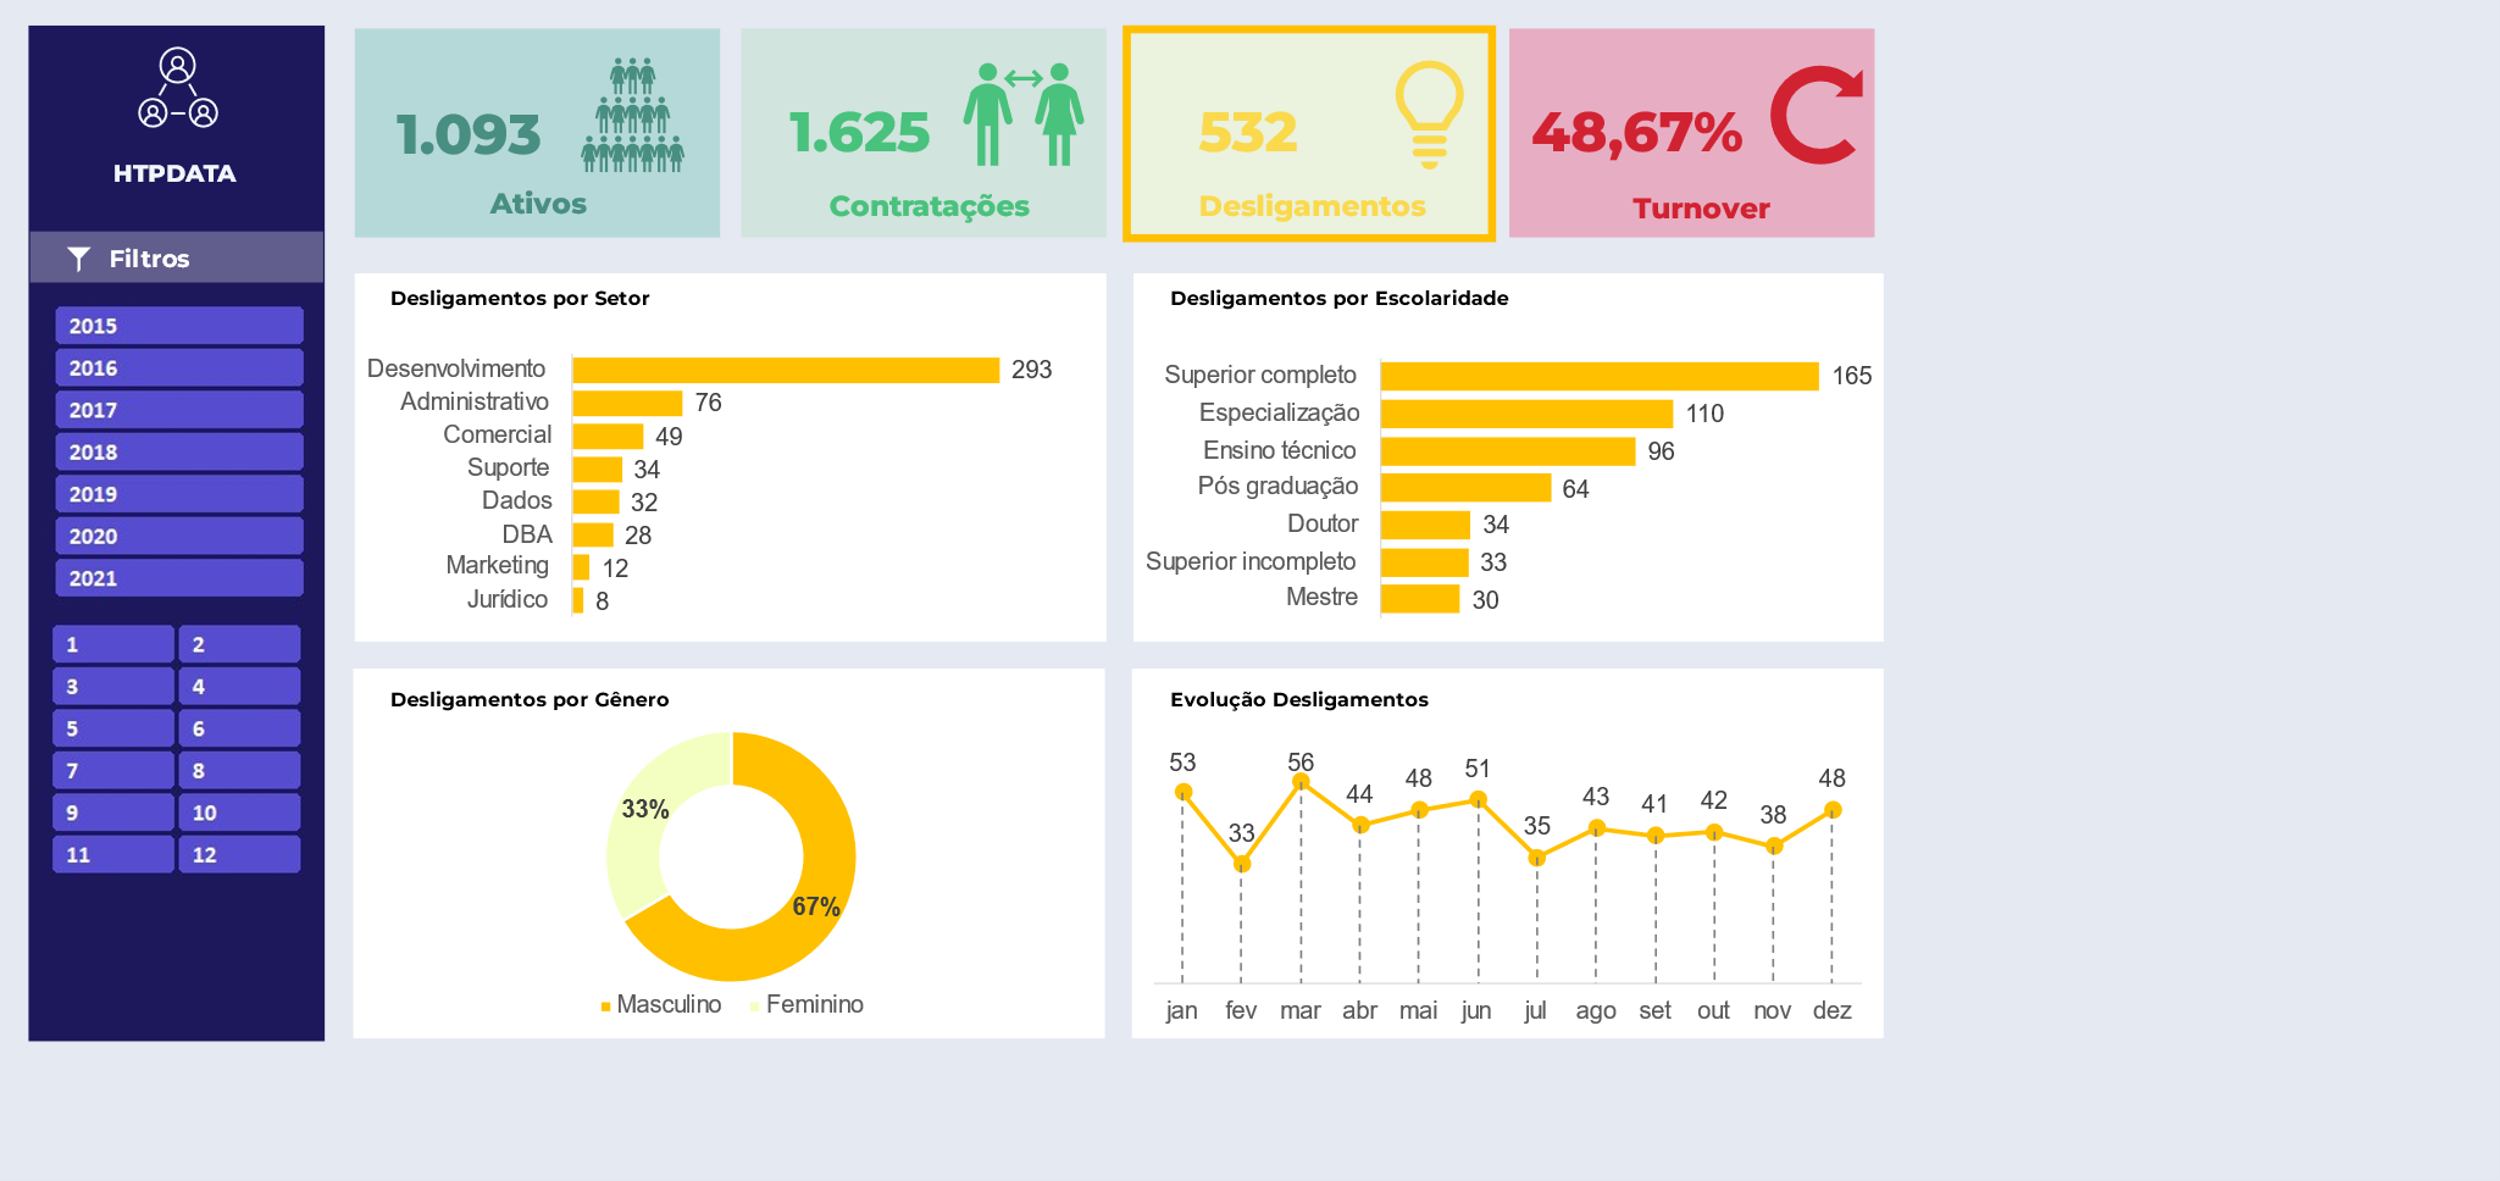 HTPDATA
Filtros
2015
2016
2017
2018
2019
2020
2021
1 2
3 4
5 6
7 8
9 10
11 12
1.093
Ativos
1.625
Contratações
532
Desligamentos
48,67%
Turnover
Desligamentos por Setor
Desenvolvimento 293
Administrativo 76
Comercial 49
Suporte 34
Dados 32
DBA 28
Marketing 12
Jurídico 8
Desligamentos por Escolaridade
Superior completo 165
Especialização 110
Ensino técnico 96
Pós graduação 64
Doutor 34
Superior incompleto 33
Mestre 30
Desligamentos por Gênero
33%
67%
Masculino Feminino
Evolução Desligamentos
53 33 56 44 48 51 35 43 41 42 38 48
jan fev mar abr mai jun jul ago set out nov dez